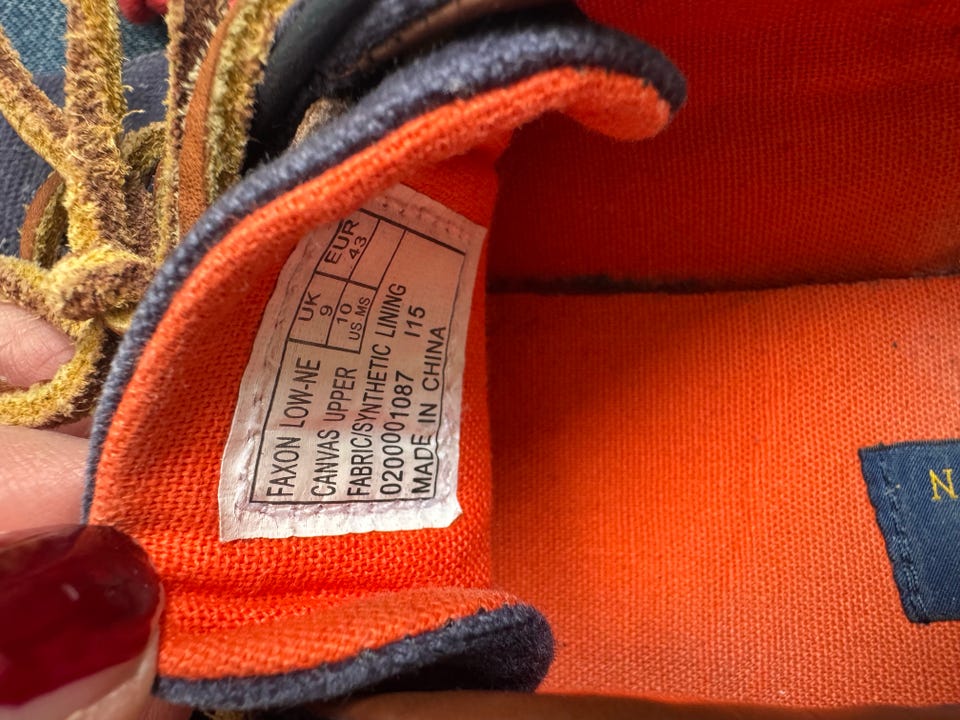 FAXON LOW-NE
UK 9
EUR 43
10 US MS
CANVAS UPPER
FABRIC/SYNTHETIC LINING
0200001087 I15
MADE IN CHINA
N